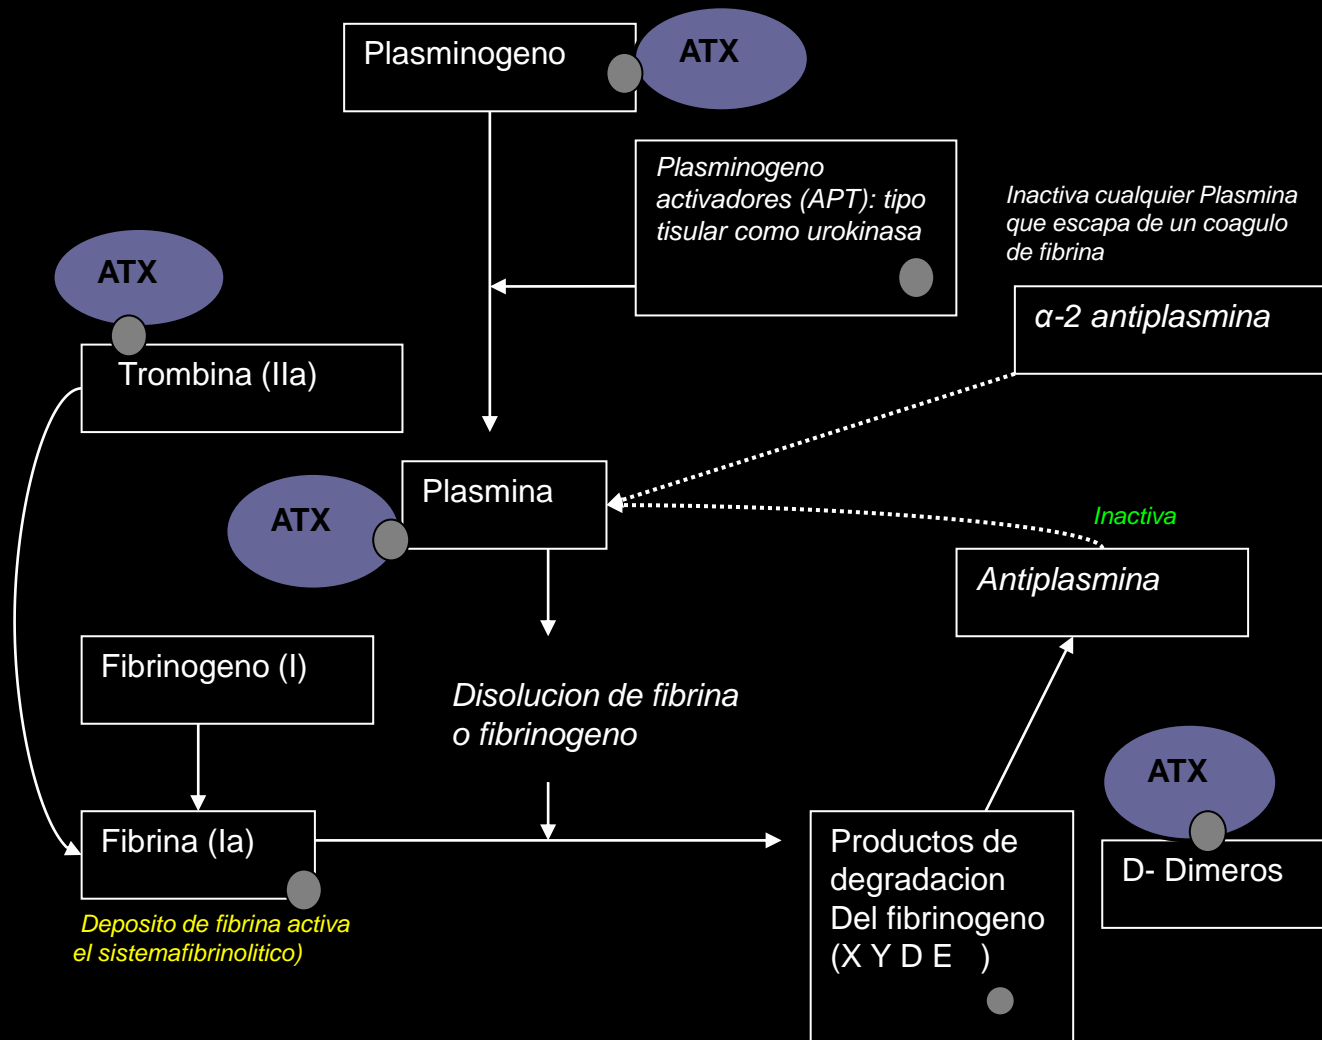 Plasminogeno
ATX
Plasminogeno
activadores (APT): tipo
tisular como urokinasa
Inactiva cualquier Plasmina
que escapa de un coagulo
de fibrina
α-2 antiplasmina
ATX
Trombina (IIa)
Plasmina
ATX
Inactiva
Antiplasmina
Fibrinogeno (I)
Disolucion de fibrina
o fibrinogeno
ATX
Fibrina (Ia)
Deposito de fibrina activa
el sistemafibrinolitico)
Productos de
degradacion
Del fibrinogeno
(X Y D E )
D- Dimeros